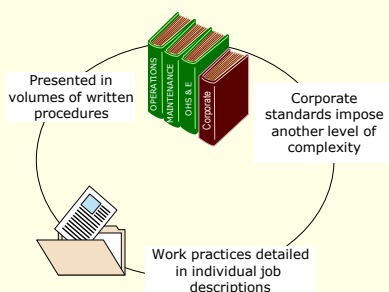 OPERATIONS
MAINTENANCE
OHS & E
Corporate
Presented in
volumes of written
procedures
Corporate
standards impose
another level of
complexity
Work practices detailed
in individual job
descriptions